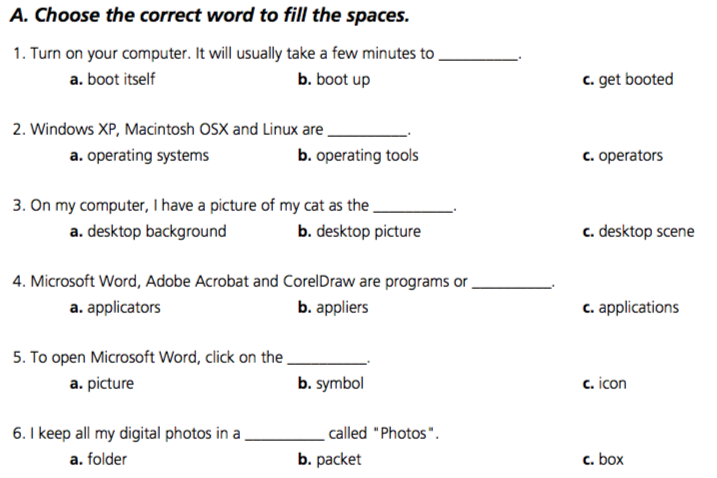 A. Choose the correct word to fill the spaces.
1. Turn on your computer. It will usually take a few minutes to __________.
a. boot itself b. boot up c. get booted
2. Windows XP, Macintosh OSX and Linux are __________.
a. operating systems b. operating tools c. operators
3. On my computer, I have a picture of my cat as the __________.
a. desktop background b. desktop picture c. desktop scene
4. Microsoft Word, Adobe Acrobat and CorelDraw are programs or __________.
a. applicators b. appliers c. applications
5. To open Microsoft Word, click on the __________.
a. picture b. symbol c. icon
6. I keep all my digital photos in a __________ called "Photos".
a. folder b. packet c. box